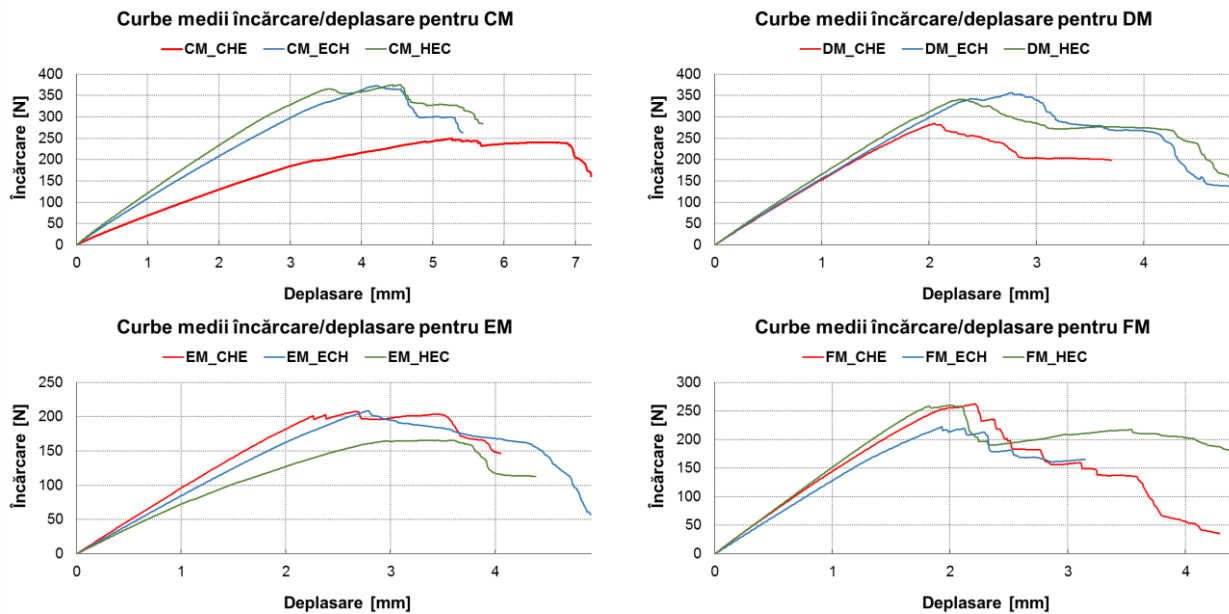 Curbe medii încărcare/deplasare pentru CM
CM_CHE CM_ECH CM_HEC
Încărcare [N]
400
350
300
250
200
150
100
50
0
0 1 2 3 4 5 6 7
Deplasare [mm]
Curbe medii încărcare/deplasare pentru DM
DM_CHE DM_ECH DM_HEC
Încărcare [N]
400
350
300
250
200
150
100
50
0
0 1 2 3 4
Deplasare [mm]
Curbe medii încărcare/deplasare pentru EM
EM_CHE EM_ECH EM_HEC
Încărcare [N]
250
200
150
100
50
0
0 1 2 3 4
Deplasare [mm]
Curbe medii încărcare/deplasare pentru FM
FM_CHE FM_ECH FM_HEC
Încărcare [N]
300
250
200
150
100
50
0
0 1 2 3 4
Deplasare [mm]